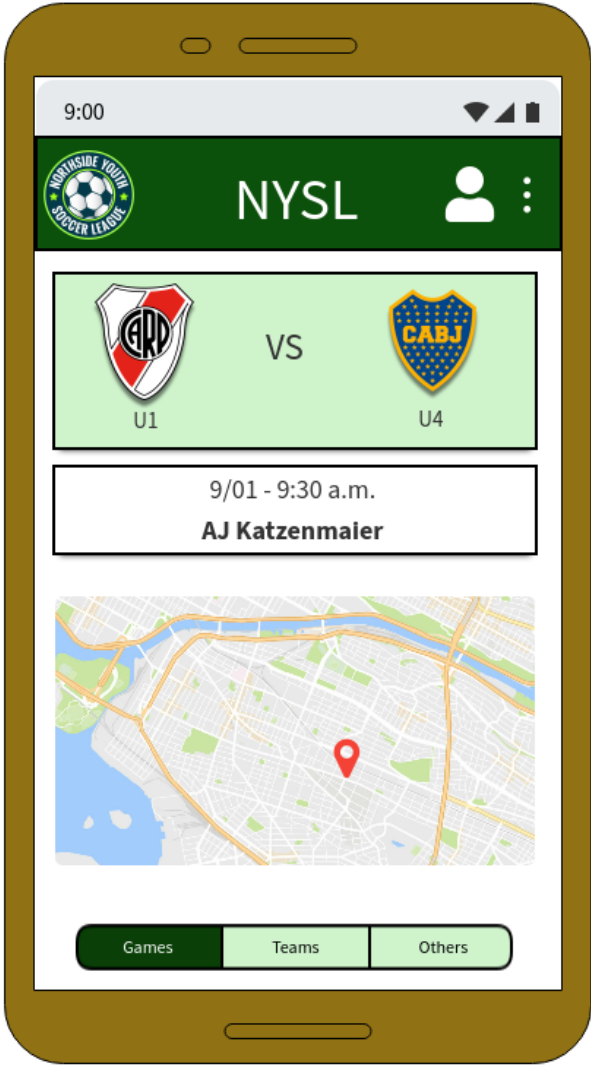 9:00
NORTHSIDE YOUTH
SOCCER LEAGUE
NYSL
CARP
VS
CABJ
U1
U4
9/01 - 9:30 a.m.
AJ Katzenmaier
Games
Teams
Others